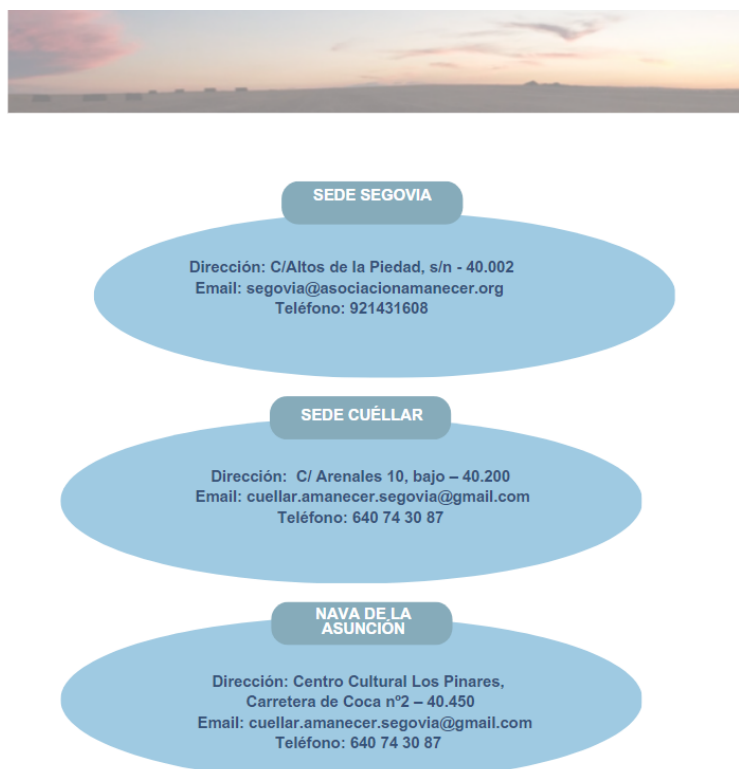 SEDE SEGOVIA
Dirección: C/Altos de la Piedad, s/n - 40.002
Email: segovia@asociacionamanecer.org
Teléfono: 921431608
SEDE CUÉLLAR
Dirección:  C/ Arenales 10, bajo – 40.200
Email: cuellar.amanecer.segovia@gmail.com
Teléfono: 640 74 30 87
NAVA DE LA
ASUNCIÓN
Dirección: Centro Cultural Los Pinares,
Carretera de Coca nº2 – 40.450
Email: cuellar.amanecer.segovia@gmail.com
Teléfono: 640 74 30 87